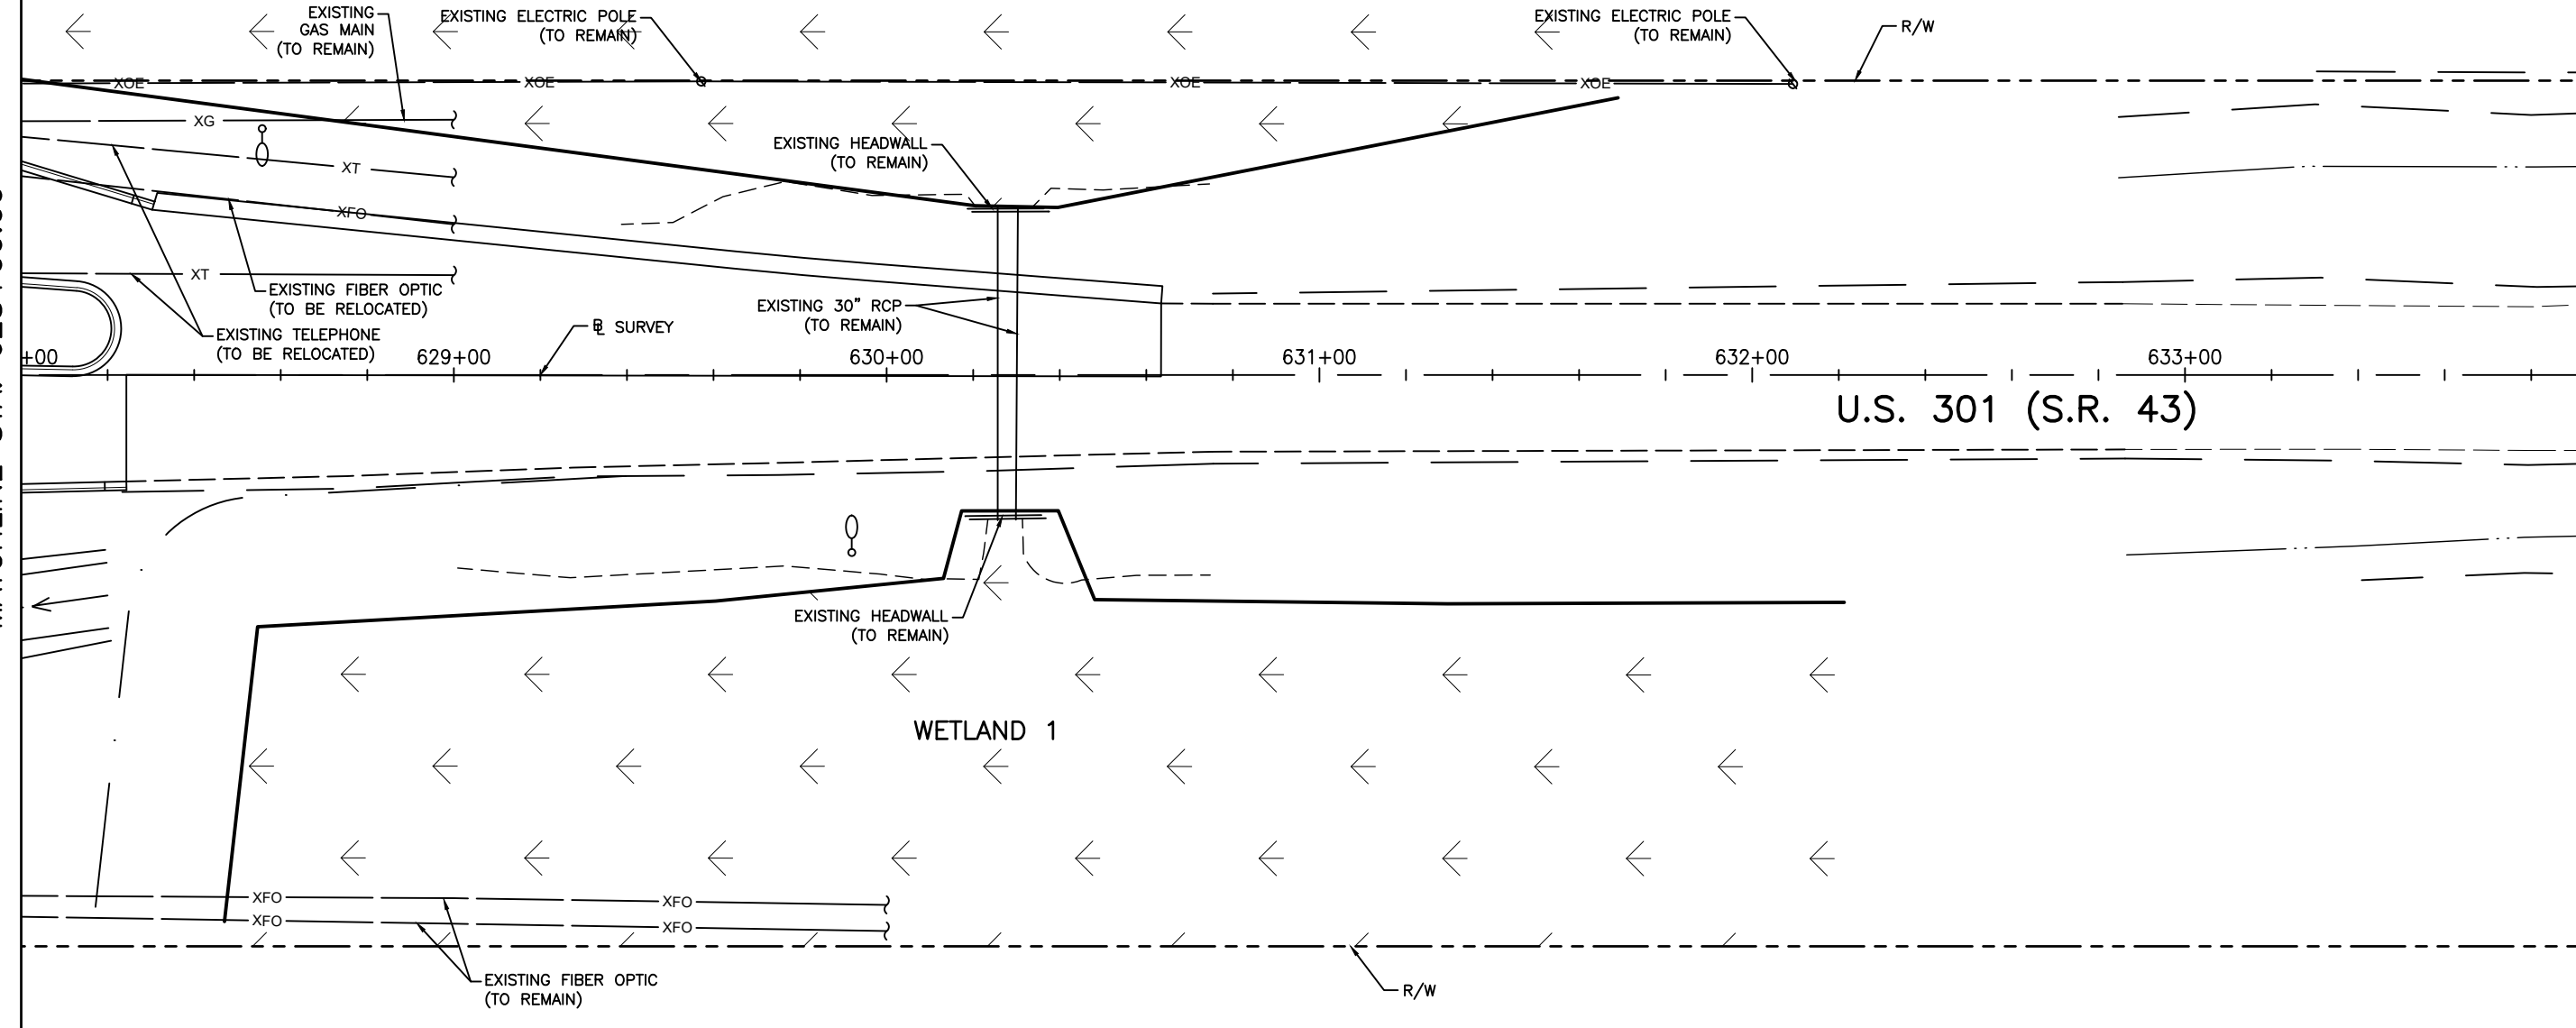 EXISTING
GAS MAIN
(TO REMAIN)
EXISTING ELECTRIC POLE
(TO REMAIN)
EXISTING ELECTRIC POLE
(TO REMAIN)
R/W
XOE
XOE
XOE
XOE
XG
XT
XFO
EXISTING HEADWALL
(TO REMAIN)
XT
EXISTING FIBER OPTIC
(TO BE RELOCATED)
EXISTING TELEPHONE
(TO BE RELOCATED)
BL SURVEY
EXISTING 30" RCP
(TO REMAIN)
+00
629+00
630+00
631+00
632+00
633+00
U.S. 301 (S.R. 43)
EXISTING HEADWALL
(TO REMAIN)
WETLAND 1
XFO
XFO
XFO
XFO
EXISTING FIBER OPTIC
(TO REMAIN)
R/W